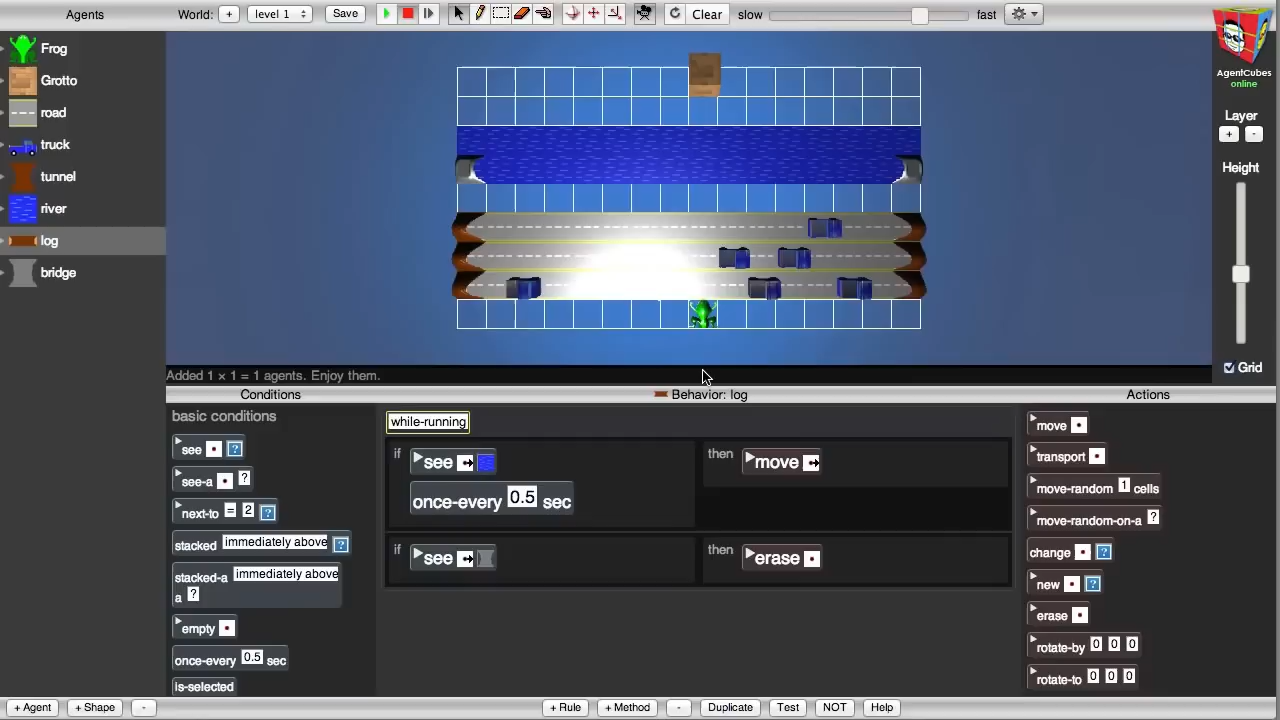 Agents
World: + level 1 Save
slow fast
Clear
Frog
Grotto
road
truck
tunnel
river
log
bridge
AgentCubes
online
Layer
+ -
Height
Grid
Added 1 × 1 = 1 agents. Enjoy them.
Conditions
Behavior: log
Actions
basic conditions
see ?
see-a ?
next-to = 2 ?
stacked immediately above ?
stacked-a immediately above
a ?
empty
once-every 0.5 sec
is-selected
while-running
if see then move
once-every 0.5 sec
if see then erase
move
transport
move-random 1 cells
move-random-on-a ?
change ?
new ?
erase
rotate-by 0 0 0
rotate-to 0 0 0
+ Agent + Shape - + Rule + Method - Duplicate Test NOT Help